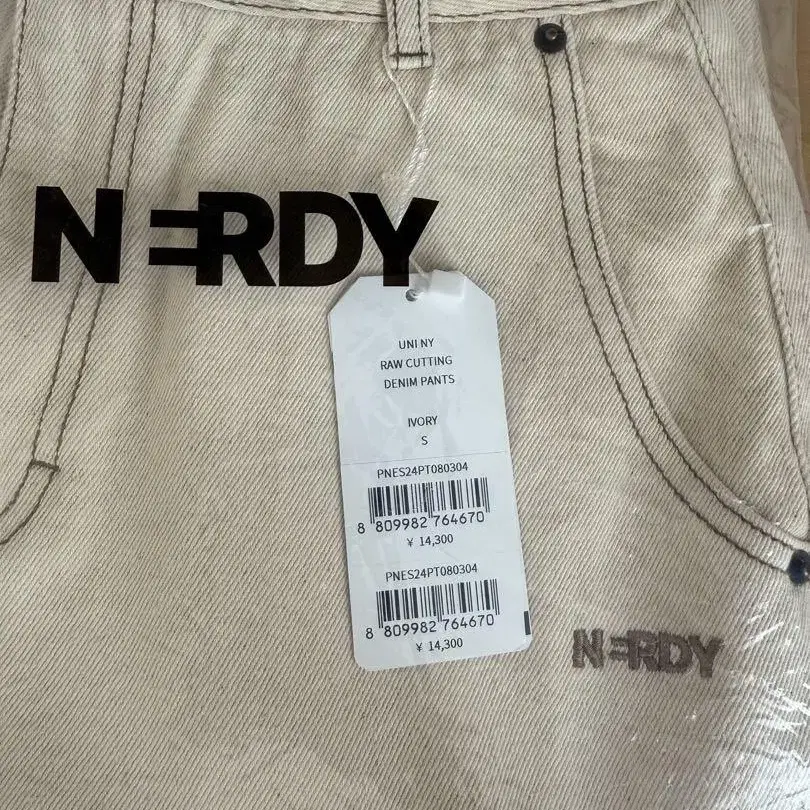 NERDY
UNI NY
RAW CUTTING
DENIM PANTS
IVORY
S
PNES24PT080304
8 809982 764670
¥ 14,300
PNES24PT080304
8 809982 764670
¥ 14,300
NERDY